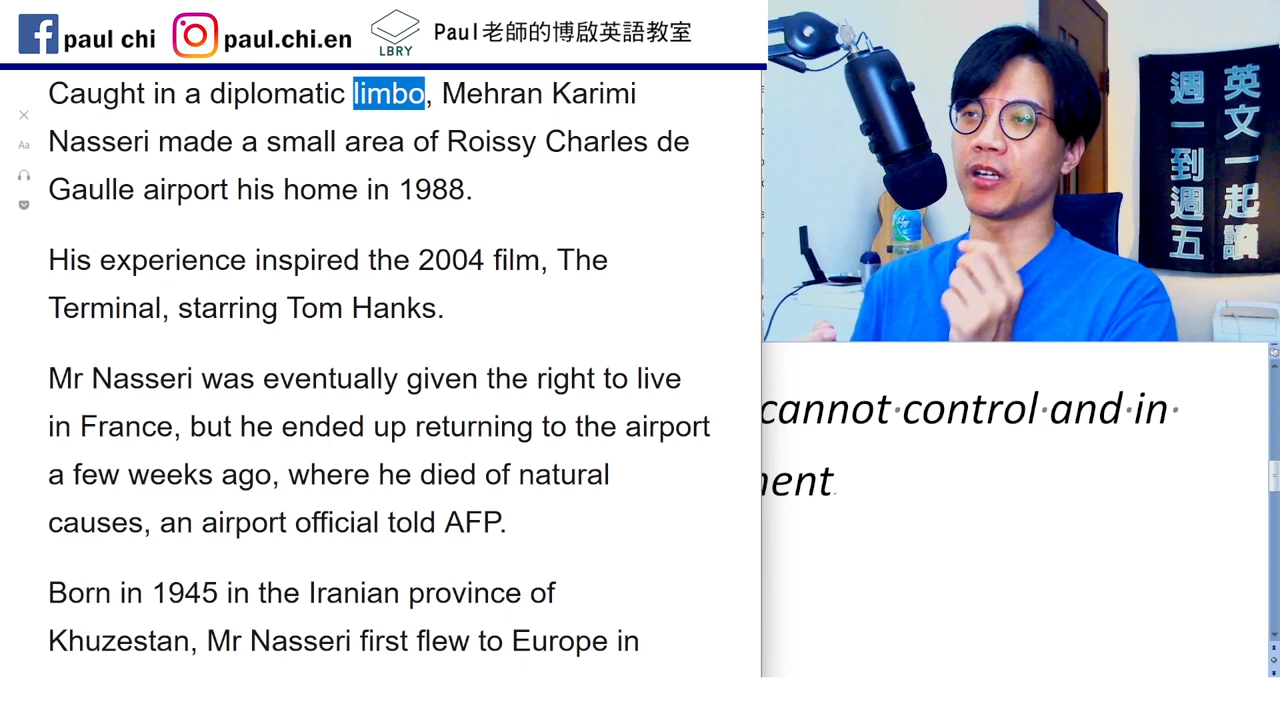 paul chi
paul.chi.en
LBRY
Paul老師的博啟英語教室
Caught in a diplomatic limbo, Mehran Karimi
Nasseri made a small area of Roissy Charles de
Gaulle airport his home in 1988.
His experience inspired the 2004 film, The
Terminal, starring Tom Hanks.
Mr Nasseri was eventually given the right to live
in France, but he ended up returning to the airport
a few weeks ago, where he died of natural
causes, an airport official told AFP.
Born in 1945 in the Iranian province of
Khuzestan, Mr Nasseri first flew to Europe in
Aa
英文一起讀
週一到週五
cannot·control·and·in·
ent